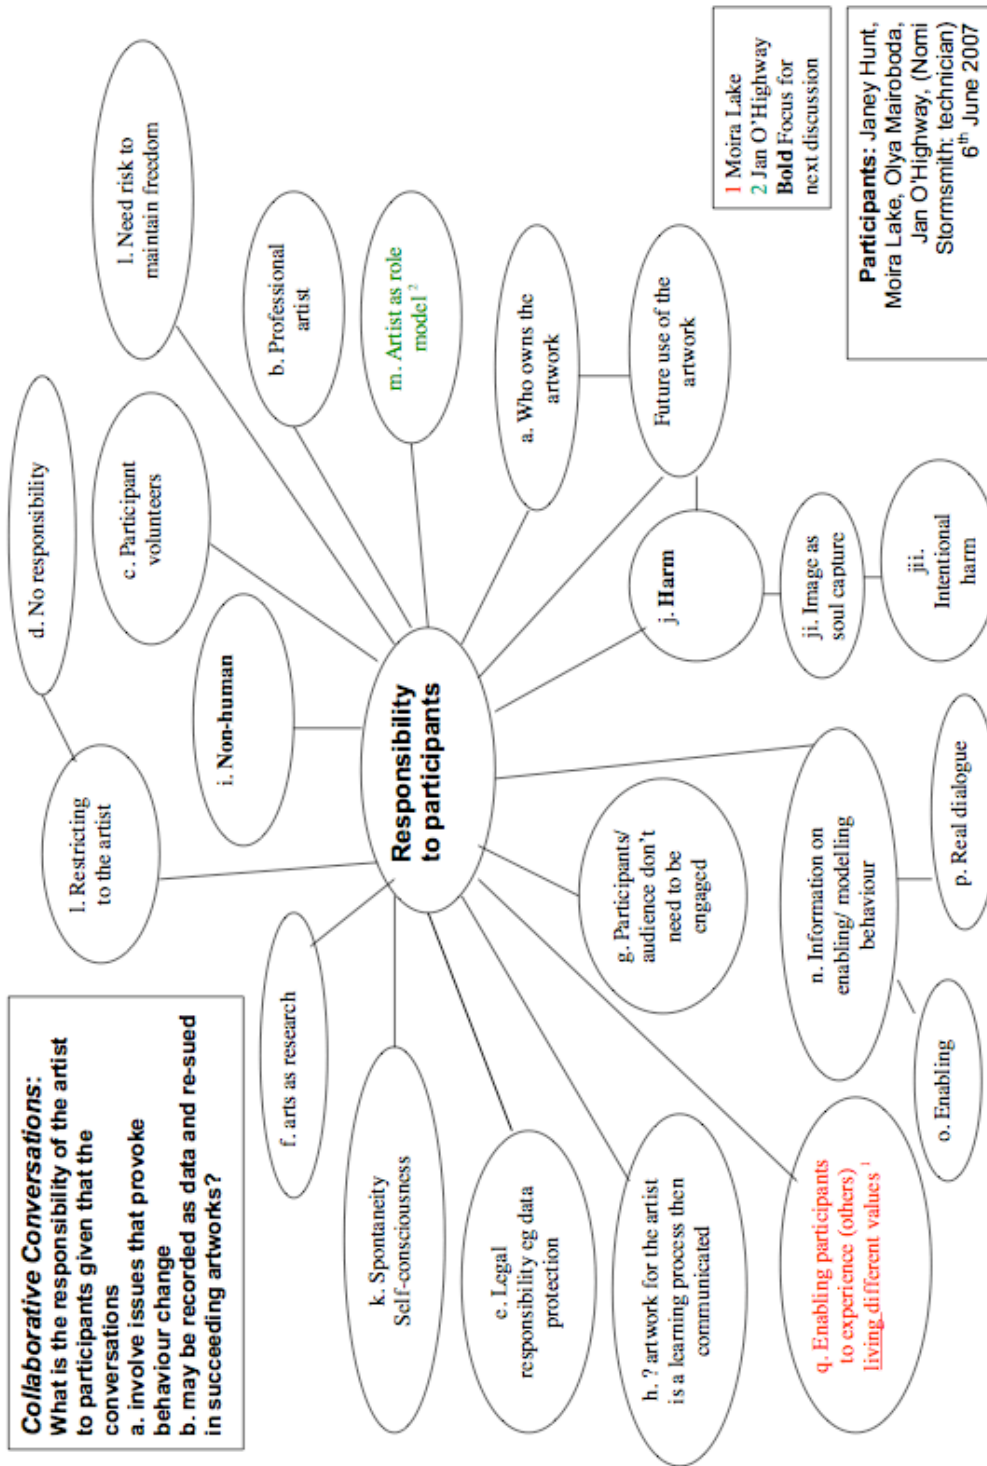 Collaborative Conversations:
What is the responsibility of the artist
to participants given that the
conversations
a. involve issues that provoke
behaviour change
b. may be recorded as data and re-sued
in succeeding artworks?
l. Restricting
to the artist
d. No responsibility
l. Need risk to
maintain freedom
c. Participant
volunteers
i. Non-human
b. Professional
artist
f. arts as research
m. Artist as role
model 2
k. Spontaneity
Self-consciousness
Responsibility
to participants
e. Legal
responsibility eg data
protection
a. Who owns the
artwork
h. ? artwork for the artist
is a learning process then
communicated
g. Participants/
audience don't
need to be
engaged
Future use of the
artwork
j. Harm
q. Enabling participants
to experience (others)
living different values 1
n. Information on
enabling/ modelling
behaviour
ji. Image as
soul capture
o. Enabling
p. Real dialogue
jii.
Intentional
harm
1 Moira Lake
2 Jan O'Highway
Bold Focus for
next discussion
Participants: Janey Hunt,
Moira Lake, Olya Mairoboda,
Jan O'Highway, (Nomi
Stormsmith: technician)
6th June 2007